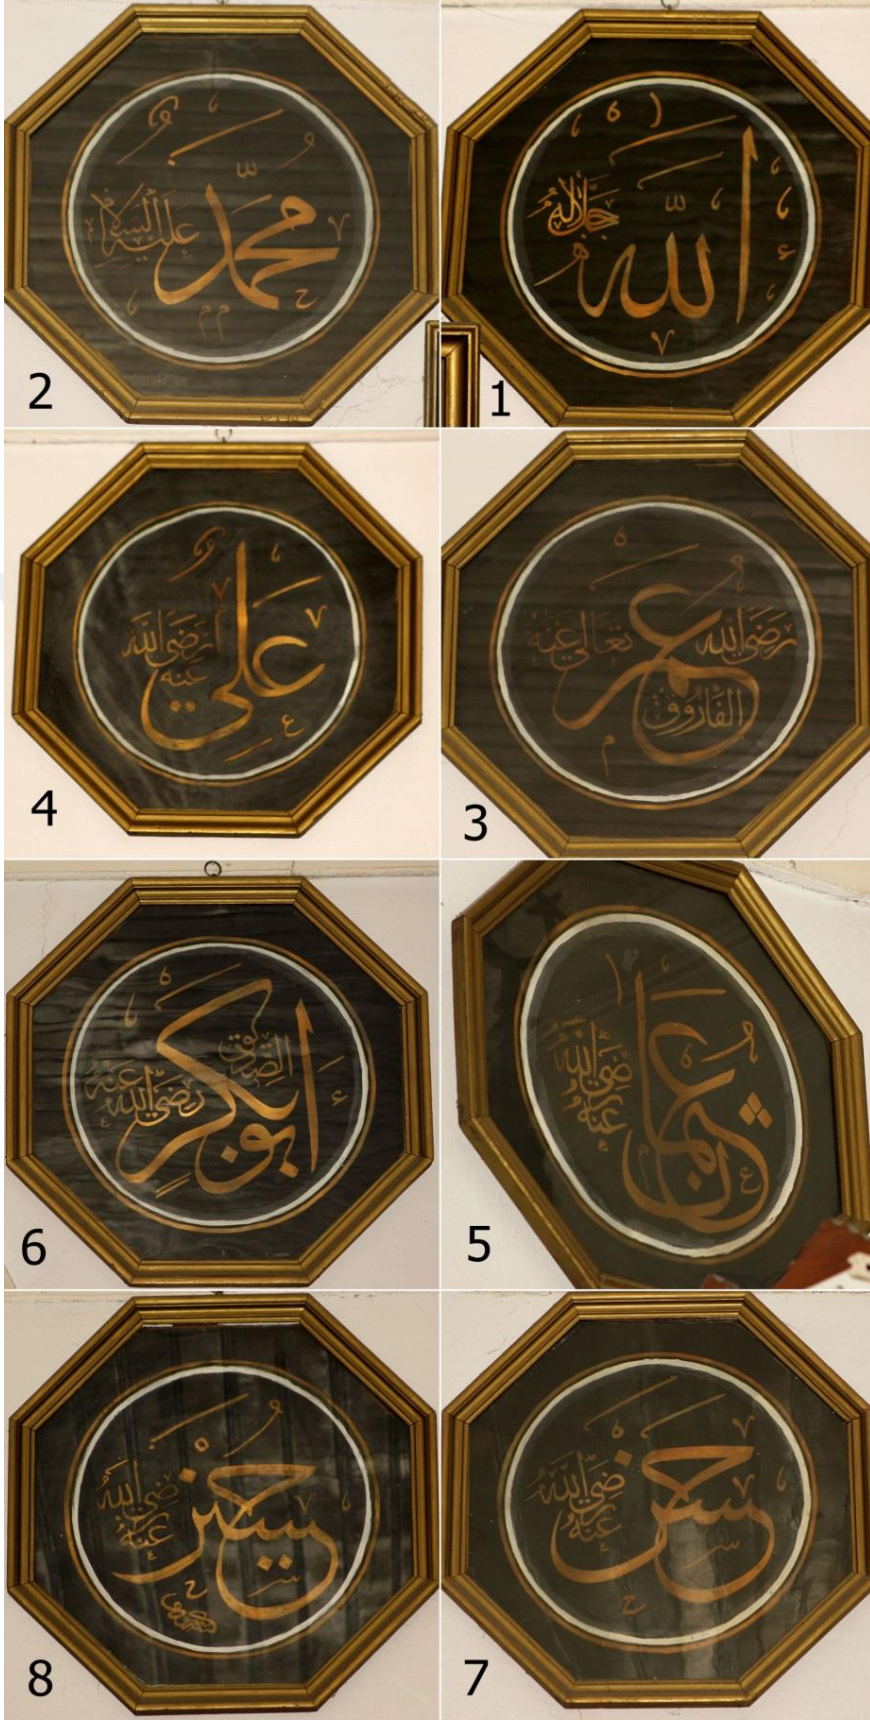 الله
جل جلاله
1
محمد
عليه السلام
2
عمر
الفاروق
رضي الله تعالى عنه
3
علي
رضي الله عنه
4
عثمان
رضي الله عنه
5
ابو بكر
الصديق
رضي الله عنه
6
حسن
رضي الله عنه
7
حسين
رضي الله عنه
8